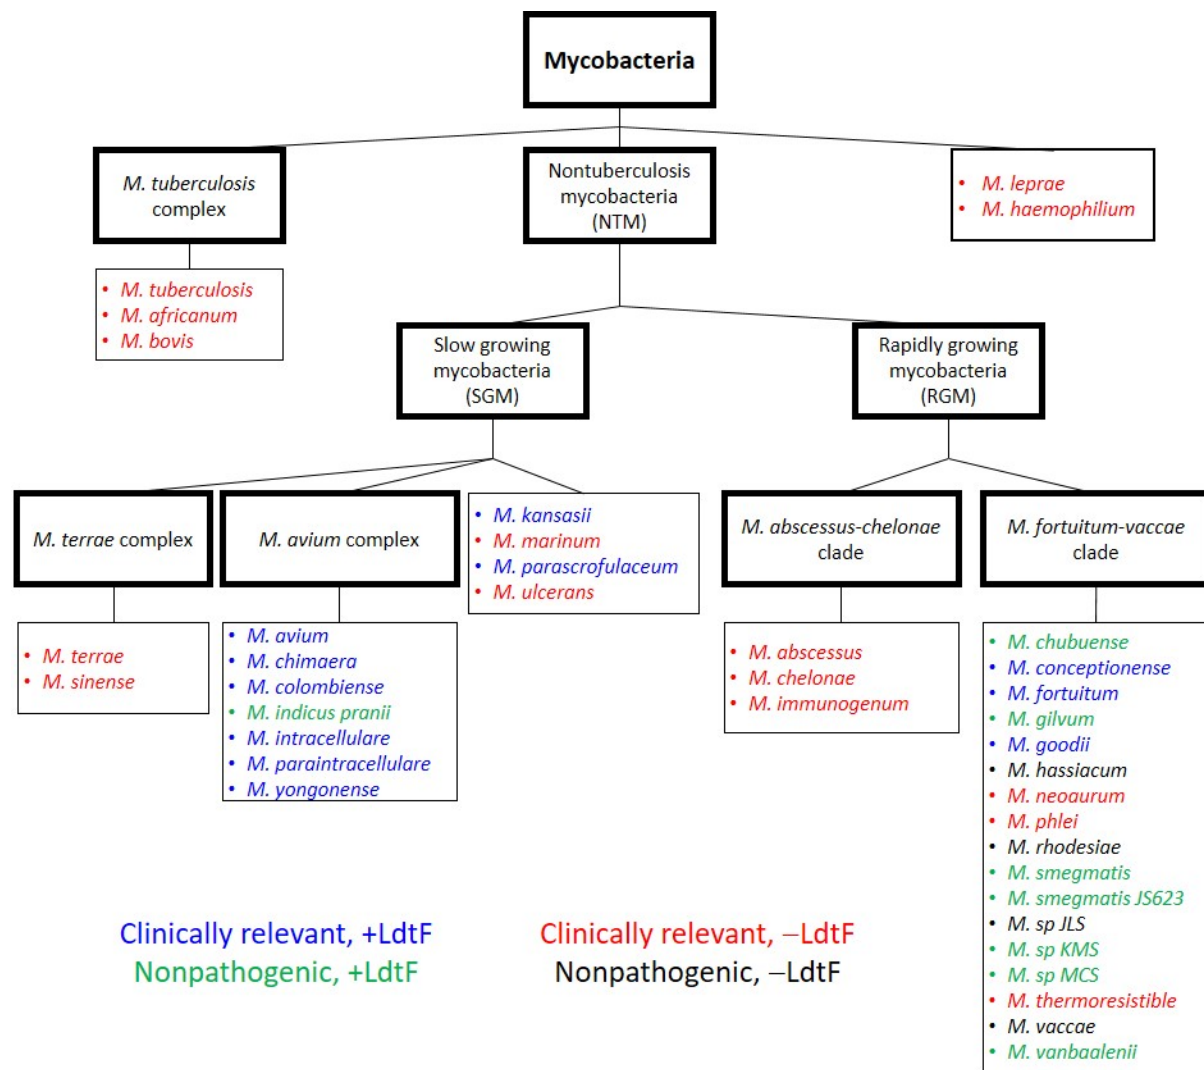 Mycobacteria
M. tuberculosis
complex
Nontuberculosis
mycobacteria
(NTM)
• M. leprae
• M. haemophilium
• M. tuberculosis
• M. africanum
• M. bovis
Slow growing
mycobacteria
(SGM)
Rapidly growing
mycobacteria
(RGM)
M. terrae complex
M. avium complex
• M. kansasii
• M. marinum
• M. parascrofulaceum
• M. ulcerans
M. abscessus-chelonae
clade
M. fortuitum-vaccae
clade
• M. terrae
• M. sinense
• M. avium
• M. chimaera
• M. colombiense
• M. indicus pranii
• M. intracellulare
• M. paraintracellulare
• M. yongonense
• M. abscessus
• M. chelonae
• M. immunogenum
• M. chubuense
• M. conceptionense
• M. fortuitum
• M. gilvum
• M. goodii
• M. hassiacum
• M. neoaurum
• M. phlei
• M. rhodesiae
• M. smegmatis
• M. smegmatis JS623
• M. sp JLS
• M. sp KMS
• M. sp MCS
• M. thermoresistible
• M. vaccae
• M. vanbaalenii
Clinically relevant, +LdtF
Nonpathogenic, +LdtF
Clinically relevant, −LdtF
Nonpathogenic, −LdtF